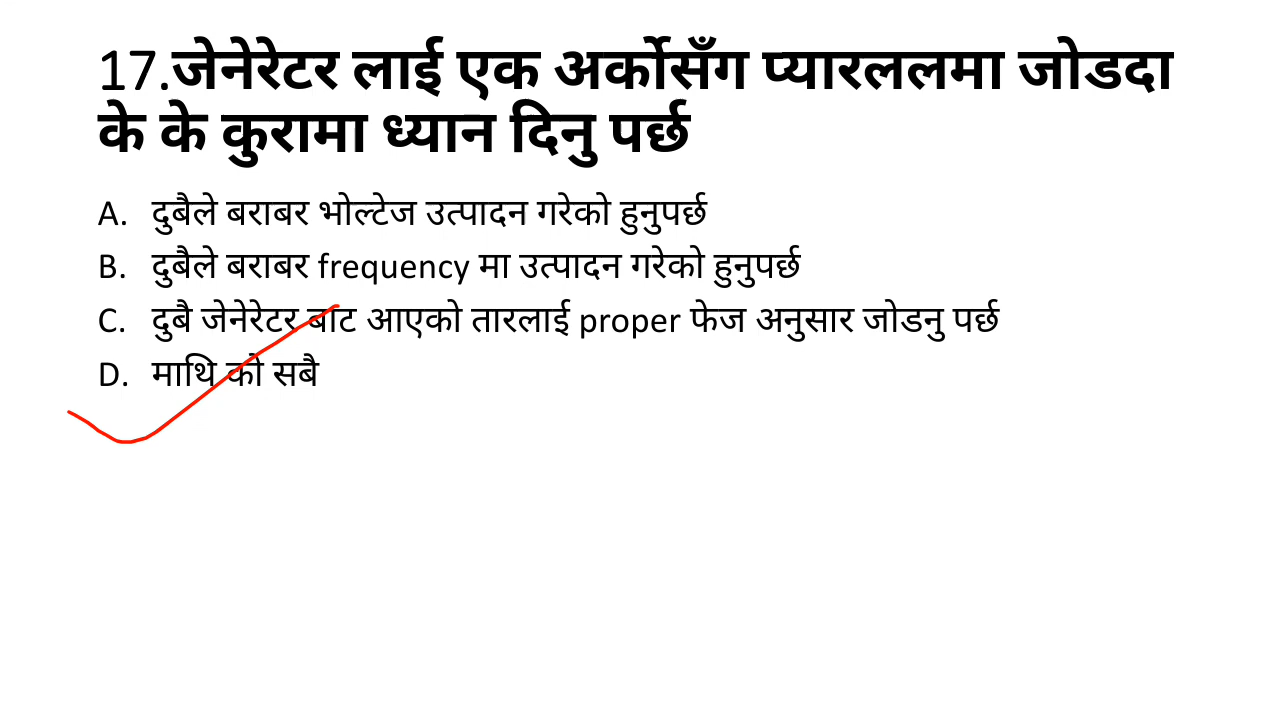 17.जेनेरेटर लाई एक अर्कोसँग प्यारललमा जोडदा
के के कुरामा ध्यान दिनु पर्छ
A. दुबैले बराबर भोल्टेज उत्पादन गरेको हुनुपर्छ
B. दुबैले बराबर frequency मा उत्पादन गरेको हुनुपर्छ
C. दुबै जेनेरेटर बाट आएको तारलाई proper फेज अनुसार जोडनु पर्छ
D. माथि को सबै